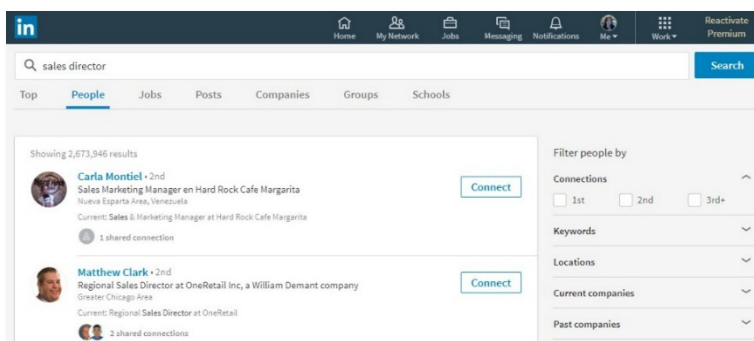 in
Home My Network Jobs Messaging Notifications Me Work Reactivate Premium
sales director Search
Top People Jobs Posts Companies Groups Schools
Showing 2,673,946 results
Carla Montiel • 2nd
Sales Marketing Manager en Hard Rock Cafe Margarita
Nueva Esparta Area, Venezuela
Current: Sales & Marketing Manager at Hard Rock Cafe Margarita
1 shared connection
Connect
Matthew Clark • 2nd
Regional Sales Director at OneRetail Inc, a William Demant company
Greater Chicago Area
Current: Regional Sales Director at OneRetail
2 shared connections
Connect
Filter people by
Connections
1st 2nd 3rd+
Keywords
Locations
Current companies
Past companies